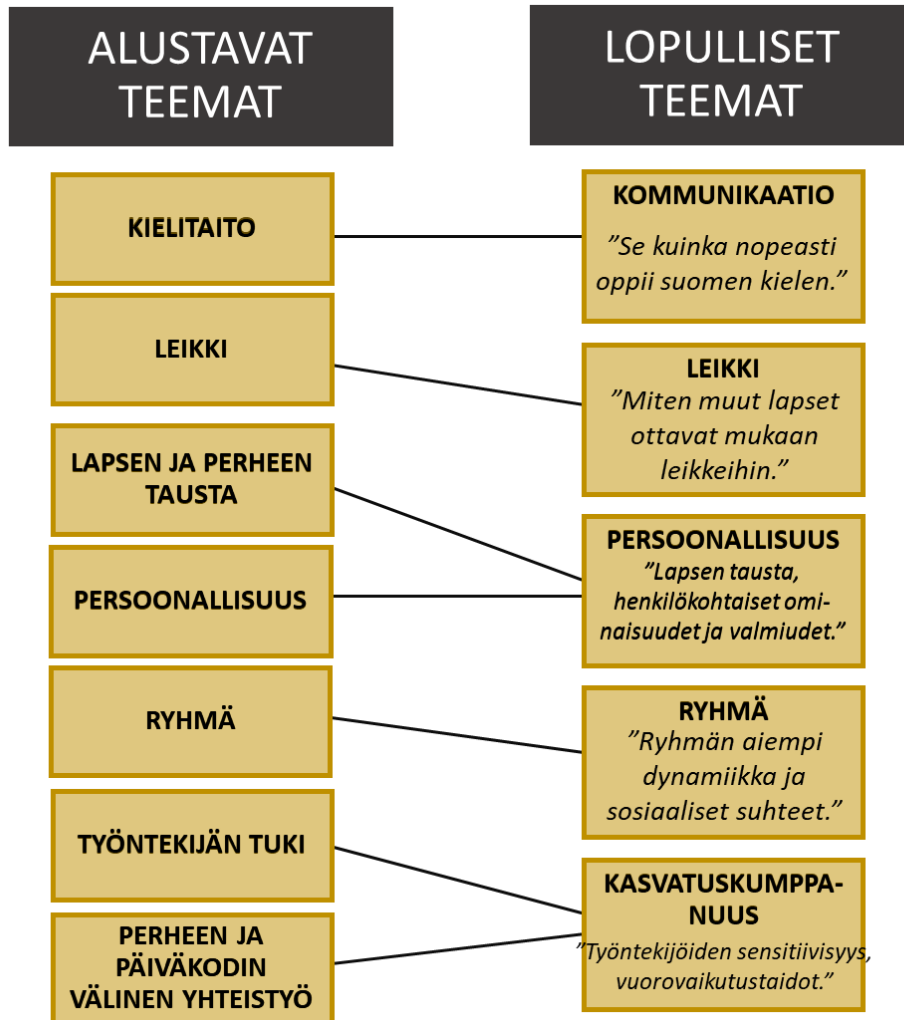 ALUSTAVAT
TEEMAT
KIELITAITO
LEIKKI
LAPSEN JA PERHEEN
TAUSTA
PERSOONALLISUUS
RYHMÄ
TYÖNTEKIJÄN TUKI
PERHEEN JA
PÄIVÄKODIN
VÄLINEN YHTEISTYÖ
LOPULLISET
TEEMAT
KOMMUNIKAATIO
”Se kuinka nopeasti
oppii suomen kielen.”
LEIKKI
”Miten muut lapset
ottavat mukaan
leikkeihin.”
PERSOONALLISUUS
”Lapsen tausta,
henkilökohtaiset omi-
naisuudet ja valmiudet.”
RYHMÄ
”Ryhmän aiempi
dynamiikka ja
sosiaaliset suhteet.”
KASVATUSKUMPPA-
NUUS
”Työntekijöiden sensitiivisyys,
vuorovaikutustaidot.”